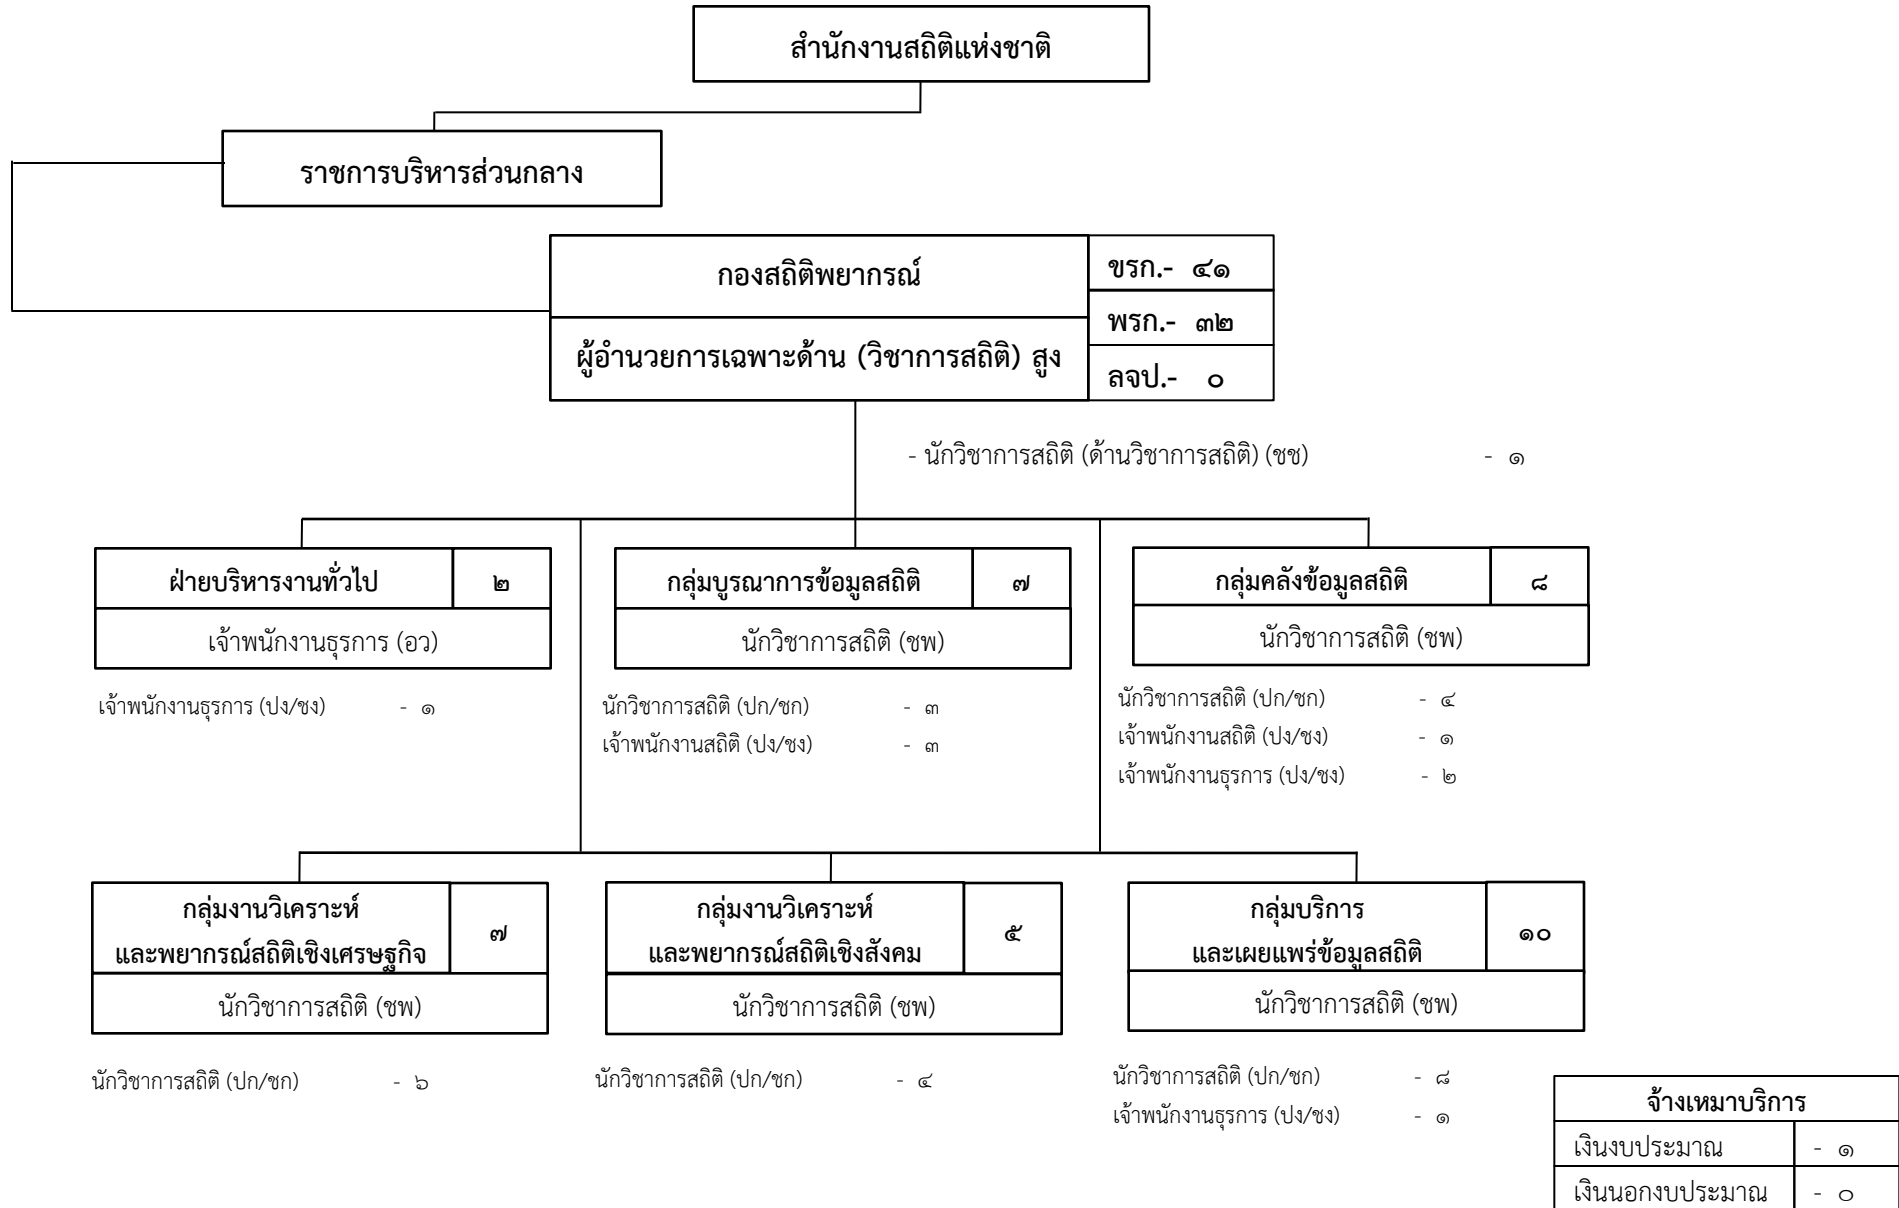 สำนักงานสถิติแห่งชาติ
ราชการบริหารส่วนกลาง
กองสถิติพยากรณ์
ขรก.- ๔๑
พรก.- ๓๒
ผู้อำนวยการเฉพาะด้าน (วิชาการสถิติ) สูง
ลจป.- ๐
- นักวิชาการสถิติ (ด้านวิชาการสถิติ) (ชช) - ๑
ฝ่ายบริหารงานทั่วไป ๒
เจ้าพนักงานธุรการ (อว)
เจ้าพนักงานธุรการ (ปง/ชง) - ๑
กลุ่มบูรณาการข้อมูลสถิติ ๗
นักวิชาการสถิติ (ชพ)
นักวิชาการสถิติ (ปก/ชก) - ๓
เจ้าพนักงานสถิติ (ปง/ชง) - ๓
กลุ่มคลังข้อมูลสถิติ ๘
นักวิชาการสถิติ (ชพ)
นักวิชาการสถิติ (ปก/ชก) - ๔
เจ้าพนักงานสถิติ (ปง/ชง) - ๑
เจ้าพนักงานธุรการ (ปง/ชง) - ๒
กลุ่มงานวิเคราะห์
และพยากรณ์สถิติเชิงเศรษฐกิจ ๗
นักวิชาการสถิติ (ชพ)
นักวิชาการสถิติ (ปก/ชก) - ๖
กลุ่มงานวิเคราะห์
และพยากรณ์สถิติเชิงสังคม ๕
นักวิชาการสถิติ (ชพ)
นักวิชาการสถิติ (ปก/ชก) - ๔
กลุ่มบริการ
และเผยแพร่ข้อมูลสถิติ ๑๐
นักวิชาการสถิติ (ชพ)
นักวิชาการสถิติ (ปก/ชก) - ๘
เจ้าพนักงานธุรการ (ปง/ชง) - ๑
จ้างเหมาบริการ
เงินงบประมาณ - ๑
เงินนอกงบประมาณ - ๐